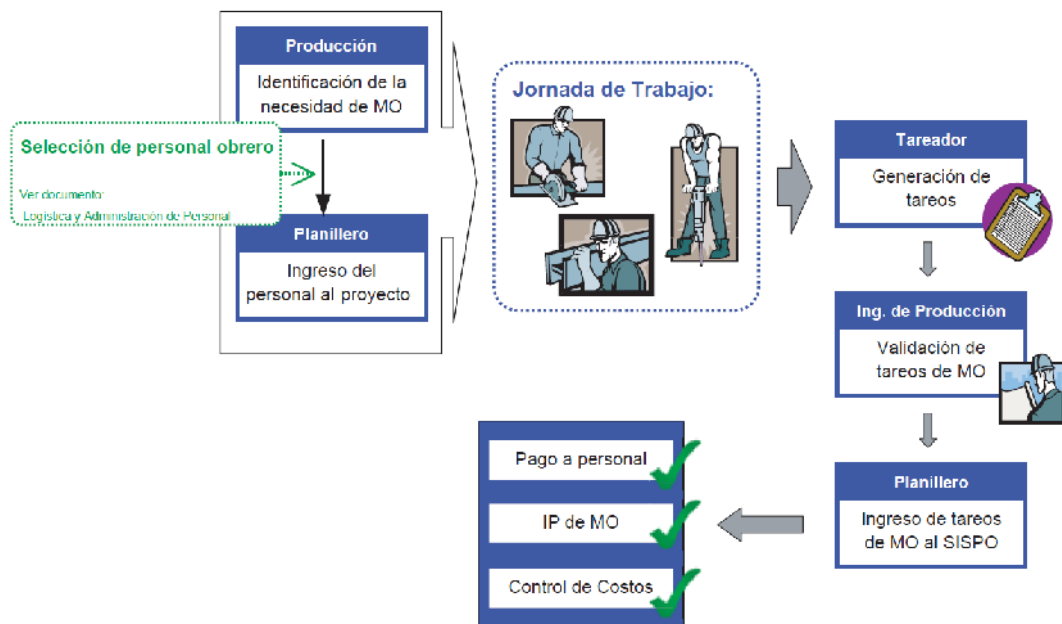 Producción
Identificación de la
necesidad de MO
Selección de personal obrero
Ver documento:
Logística y Administración de Personal
Planillero
Ingreso del
personal al proyecto
Jornada de Trabajo:
Tareador
Generación de
tareos
Ing. de Producción
Validación de
tareos de MO
Planillero
Ingreso de tareos
de MO al SISPO
Pago a personal
IP de MO
Control de Costos